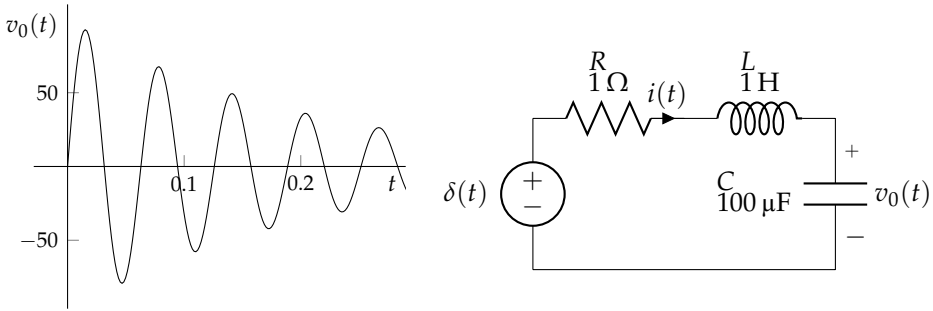 v₀(t)
50
−50
0.1
0.2
t
R
1 Ω
i(t)
L
1 H
δ(t)
+
−
C
100 µF
+
v₀(t)
−